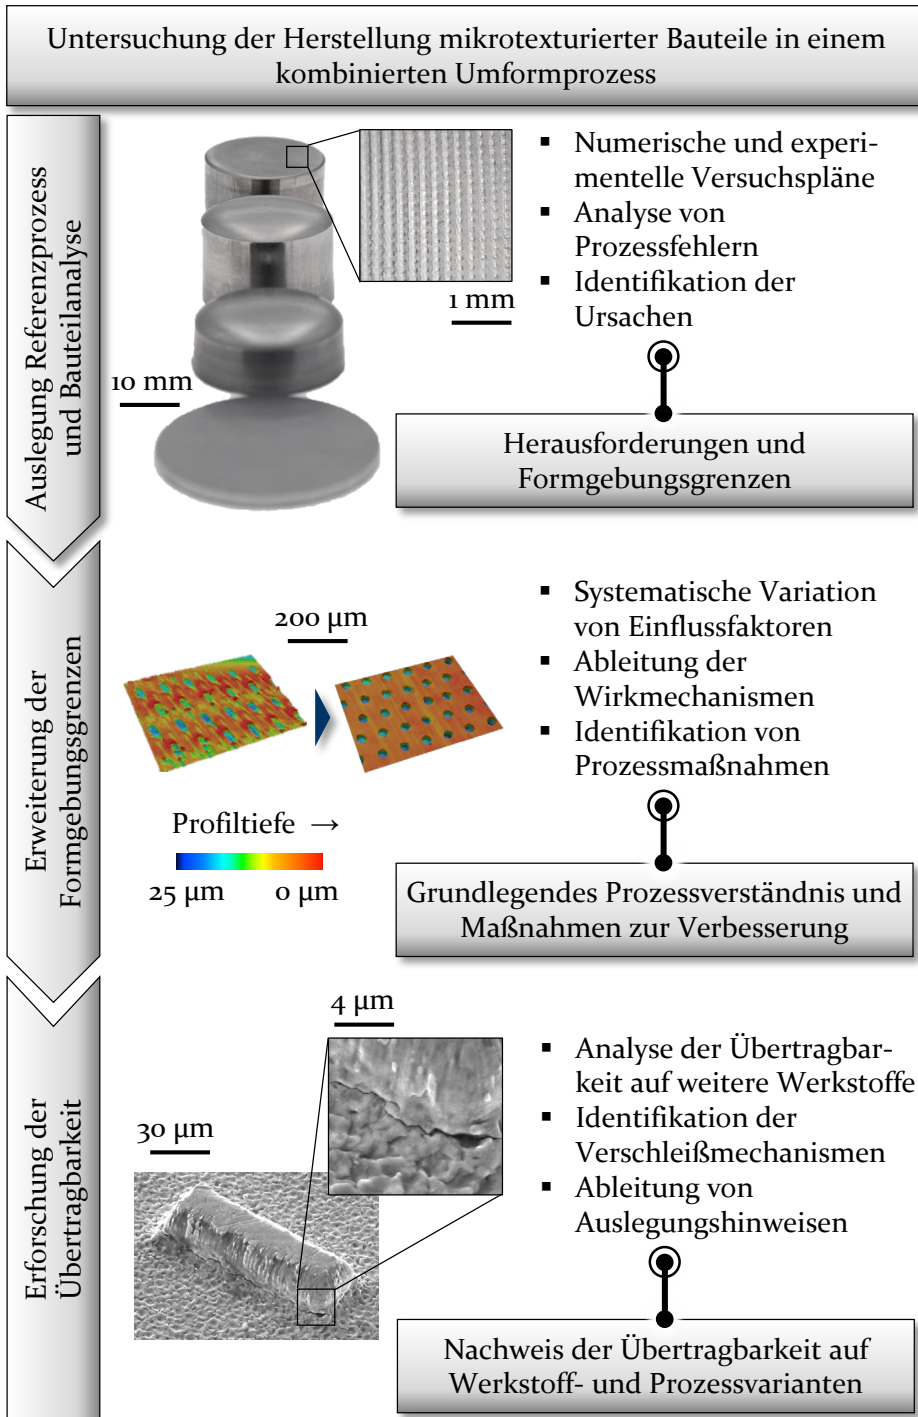 Untersuchung der Herstellung mikrotexturierter Bauteile in einem
kombinierten Umformprozess
Auslegung Referenzprozess
und Bauteilanalyse
1 mm
10 mm
▪ Numerische und experi-
mentelle Versuchspläne
▪ Analyse von
Prozessfehlern
▪ Identifikation der
Ursachen
Herausforderungen und
Formgebungsgrenzen
Erweiterung der
Formgebungsgrenzen
200 µm
Profiltiefe →
25 µm 0 µm
▪ Systematische Variation
von Einflussfaktoren
▪ Ableitung der
Wirkmechanismen
▪ Identifikation von
Prozessmaßnahmen
Grundlegendes Prozessverständnis und
Maßnahmen zur Verbesserung
Erforschung der
Übertragbarkeit
4 µm
30 µm
▪ Analyse der Übertragbar-
keit auf weitere Werkstoffe
▪ Identifikation der
Verschleißmechanismen
▪ Ableitung von
Auslegungshinweisen
Nachweis der Übertragbarkeit auf
Werkstoff- und Prozessvarianten